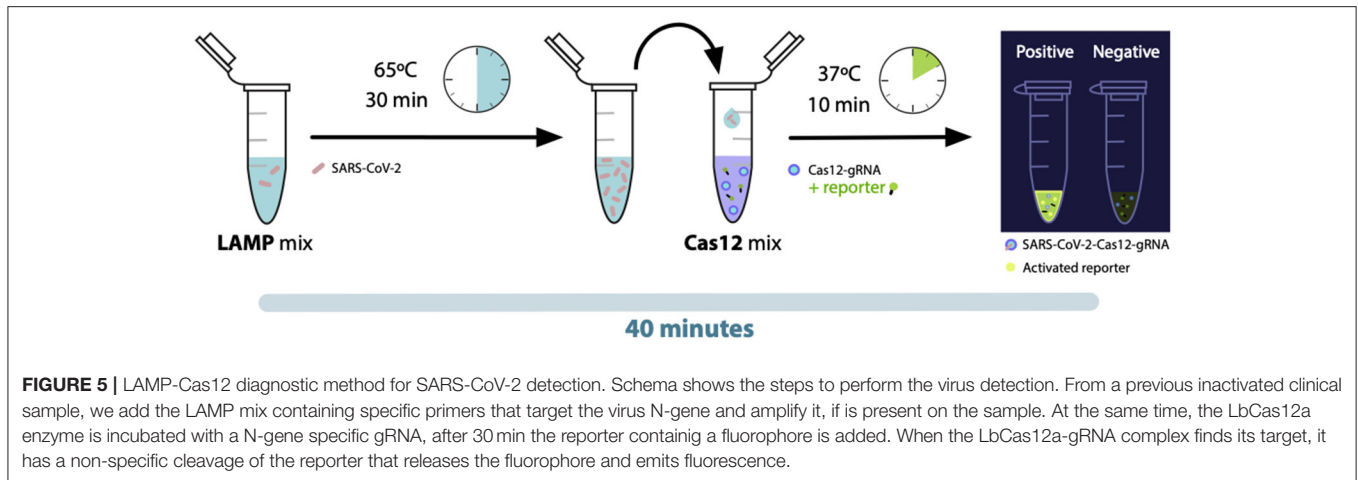 65ºC
30 min
SARS-CoV-2
LAMP mix
Cas12 mix
37ºC
10 min
Cas12-gRNA
+ reporter
Positive Negative
SARS-CoV-2-Cas12-gRNA
Activated reporter
40 minutes
FIGURE 5 | LAMP-Cas12 diagnostic method for SARS-CoV-2 detection. Schema shows the steps to perform the virus detection. From a previous inactivated clinical
sample, we add the LAMP mix containing specific primers that target the virus N-gene and amplify it, if is present on the sample. At the same time, the LbCas12a
enzyme is incubated with a N-gene specific gRNA, after 30 min the reporter containig a fluorophore is added. When the LbCas12a-gRNA complex finds its target, it
has a non-specific cleavage of the reporter that releases the fluorophore and emits fluorescence.